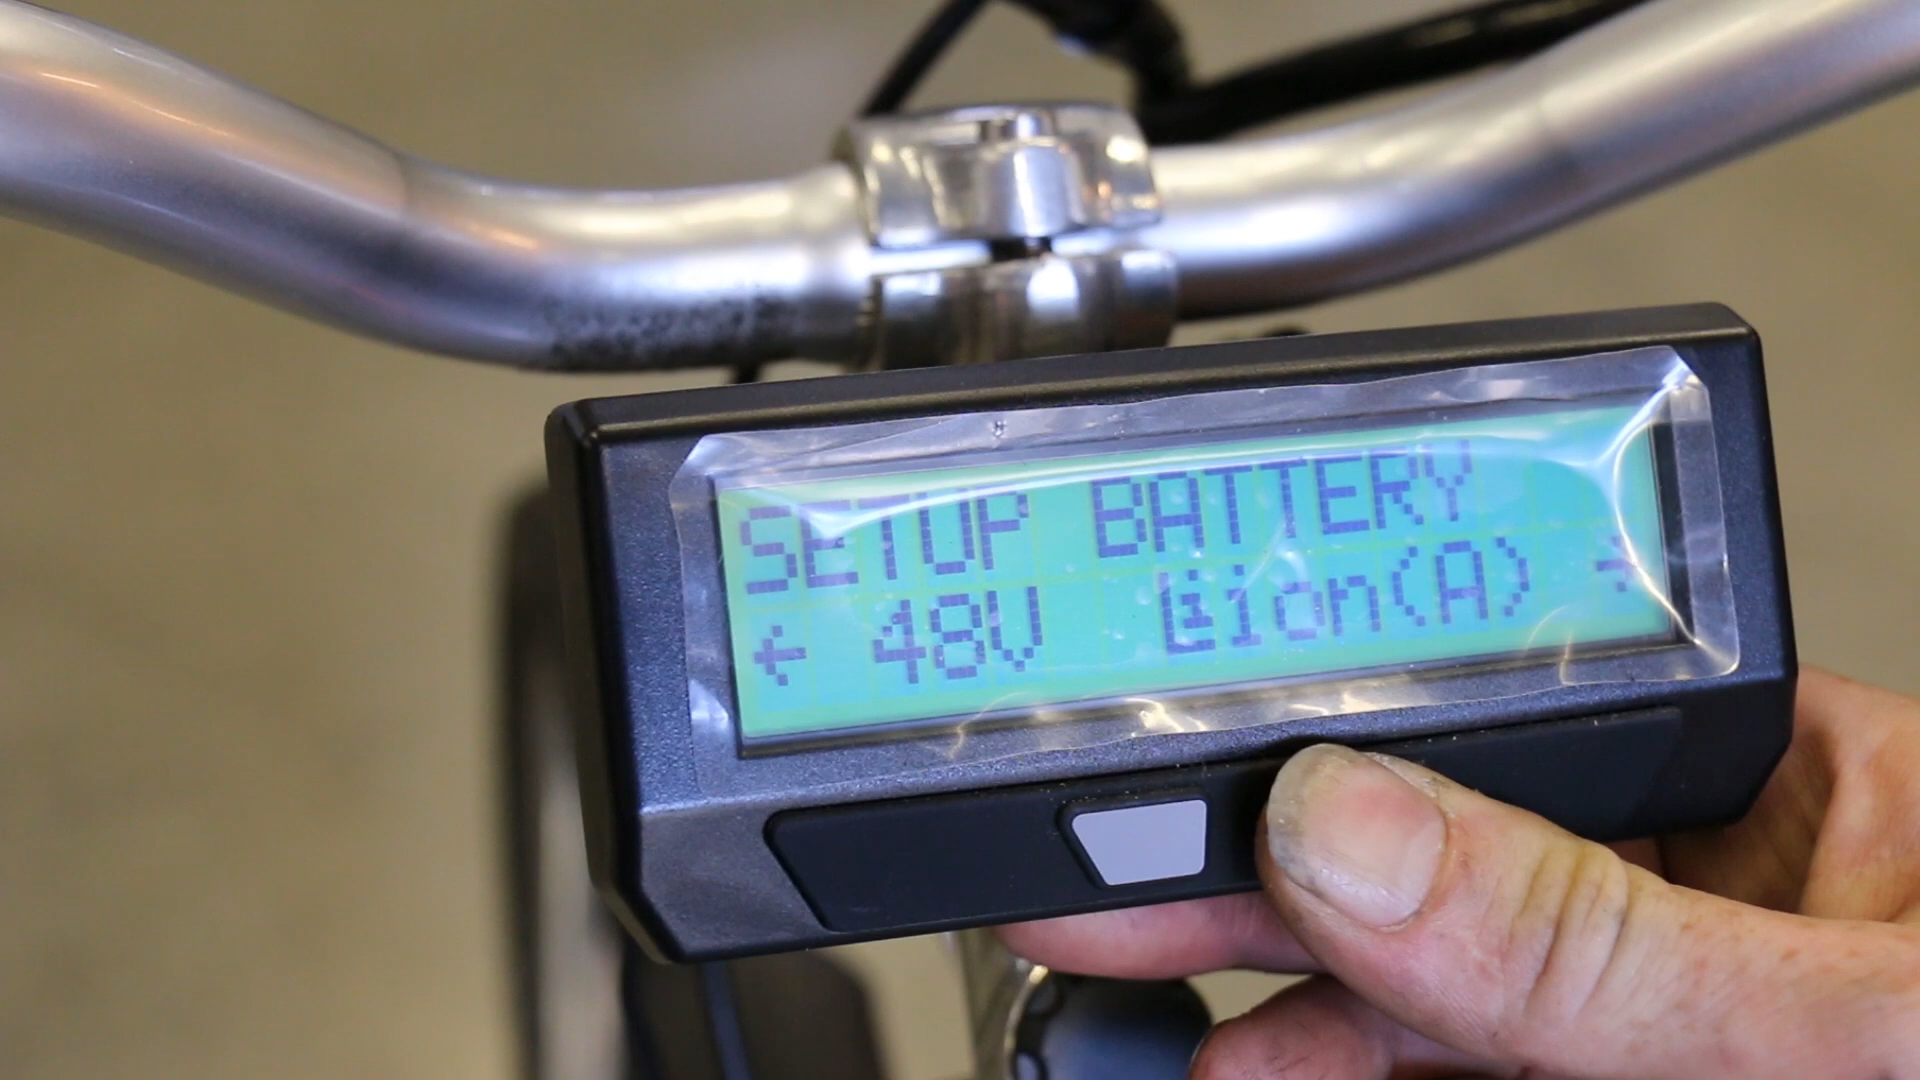 SETUP BATTERY
← 48V Lion(A) →